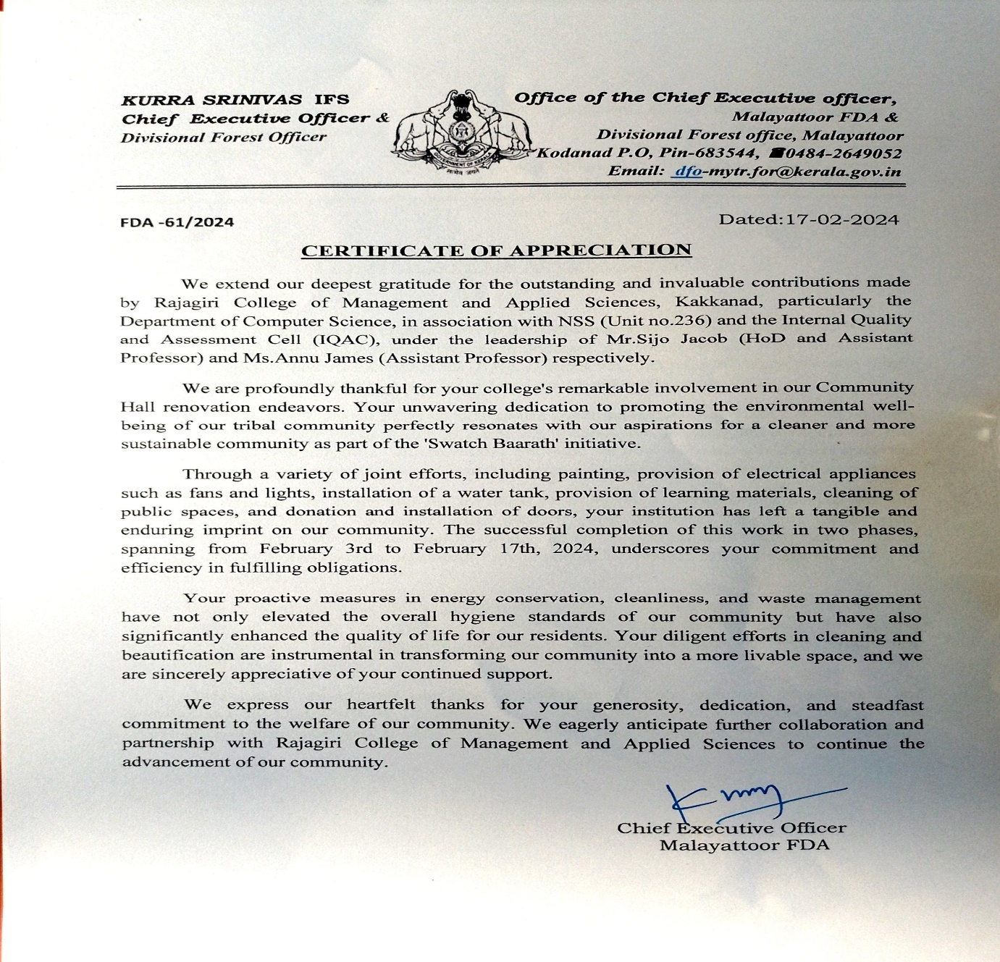 KURRA SRINIVAS IFS
Chief Executive Officer &
Divisional Forest Officer
Office of the Chief Executive officer,
Malayattoor FDA &
Divisional Forest office, Malayattoor
Kodanad P.O, Pin-683544, ☎0484-2649052
Email: dfo-mytr.for@kerala.gov.in
GOVERNMENT OF KERALA
सत्यमेव जयते
FDA -61/2024
Dated:17-02-2024
CERTIFICATE OF APPRECIATION
We extend our deepest gratitude for the outstanding and invaluable contributions made
by Rajagiri College of Management and Applied Sciences, Kakkanad, particularly the
Department of Computer Science, in association with NSS (Unit no.236) and the Internal Quality
and Assessment Cell (IQAC), under the leadership of Mr.Sijo Jacob (HoD and Assistant
Professor) and Ms.Annu James (Assistant Professor) respectively.
We are profoundly thankful for your college's remarkable involvement in our Community
Hall renovation endeavors. Your unwavering dedication to promoting the environmental well-
being of our tribal community perfectly resonates with our aspirations for a cleaner and more
sustainable community as part of the 'Swatch Baarath' initiative.
Through a variety of joint efforts, including painting, provision of electrical appliances
such as fans and lights, installation of a water tank, provision of learning materials, cleaning of
public spaces, and donation and installation of doors, your institution has left a tangible and
enduring imprint on our community. The successful completion of this work in two phases,
spanning from February 3rd to February 17th, 2024, underscores your commitment and
efficiency in fulfilling obligations.
Your proactive measures in energy conservation, cleanliness, and waste management
have not only elevated the overall hygiene standards of our community but have also
significantly enhanced the quality of life for our residents. Your diligent efforts in cleaning and
beautification are instrumental in transforming our community into a more livable space, and we
are sincerely appreciative of your continued support.
We express our heartfelt thanks for your generosity, dedication, and steadfast
commitment to the welfare of our community. We eagerly anticipate further collaboration and
partnership with Rajagiri College of Management and Applied Sciences to continue the
advancement of our community.
Chief Executive Officer
Malayattoor FDA